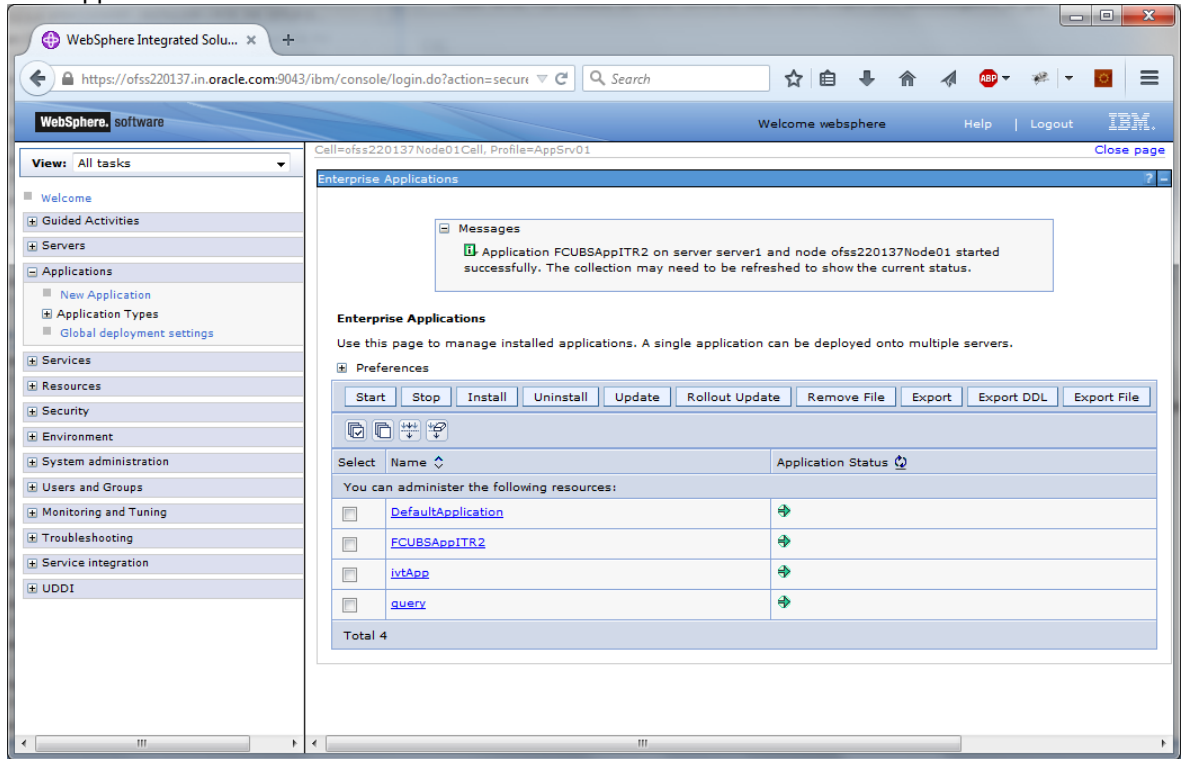 WebSphere Integrated Solu... × +
https://ofss220137.in.oracle.com:9043/ibm/console/login.do?action=secure Search ABP
WebSphere. software Welcome websphere Help | Logout IBM.
View: All tasks
Cell=ofss220137Node01Cell, Profile=AppSrv01 Close page
Welcome
Guided Activities
Servers
Applications
New Application
Application Types
Global deployment settings
Services
Resources
Security
Environment
System administration
Users and Groups
Monitoring and Tuning
Troubleshooting
Service integration
UDDI
Enterprise Applications ? -
Messages
Application FCUBSAppITR2 on server server1 and node ofss220137Node01 started
successfully. The collection may need to be refreshed to show the current status.
Enterprise Applications
Use this page to manage installed applications. A single application can be deployed onto multiple servers.
Preferences
Start Stop Install Uninstall Update Rollout Update Remove File Export Export DDL Export File
Select Name Application Status
You can administer the following resources:
DefaultApplication
FCUBSAppITR2
ivtApp
query
Total 4